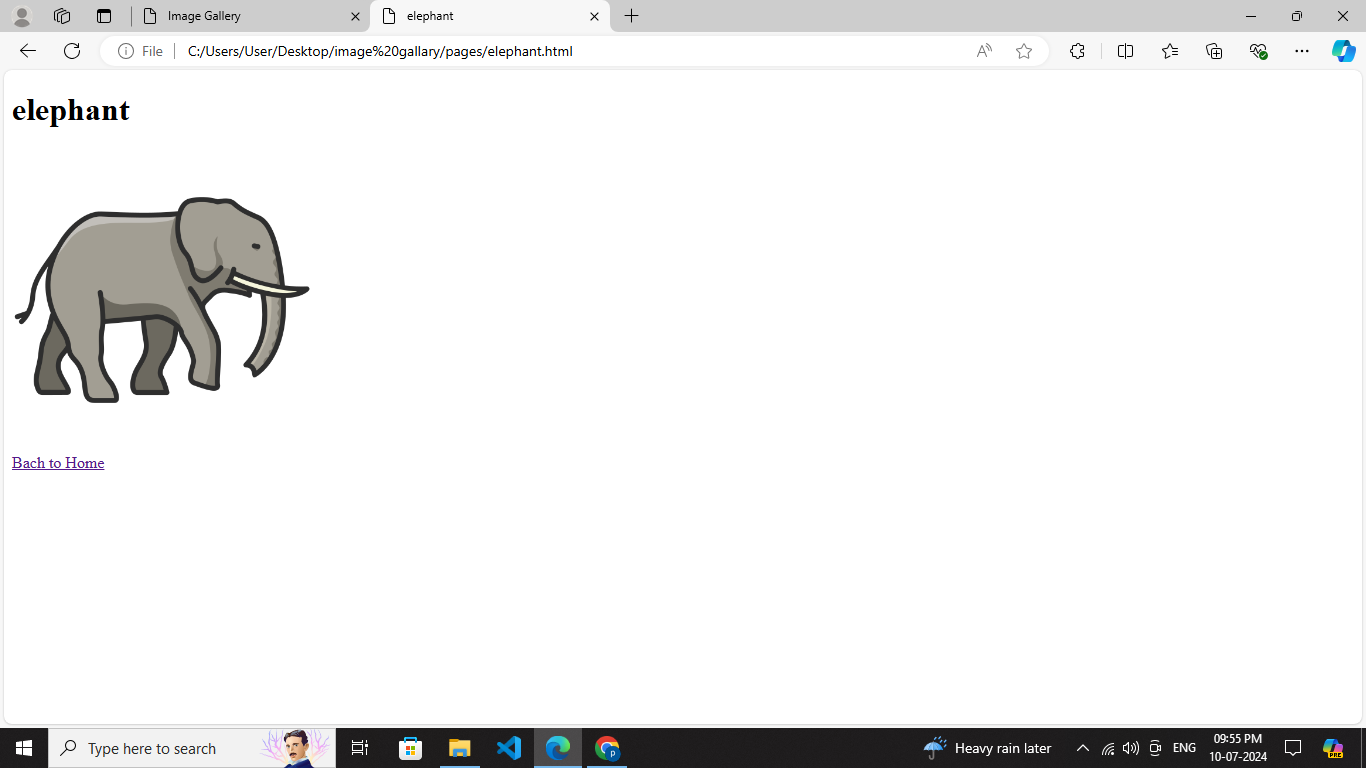 Image Gallery
elephant
File
C:/Users/User/Desktop/image%20gallary/pages/elephant.html
elephant
Bach to Home
Type here to search
Heavy rain later
ENG
09:55 PM
10-07-2024
p
PRE